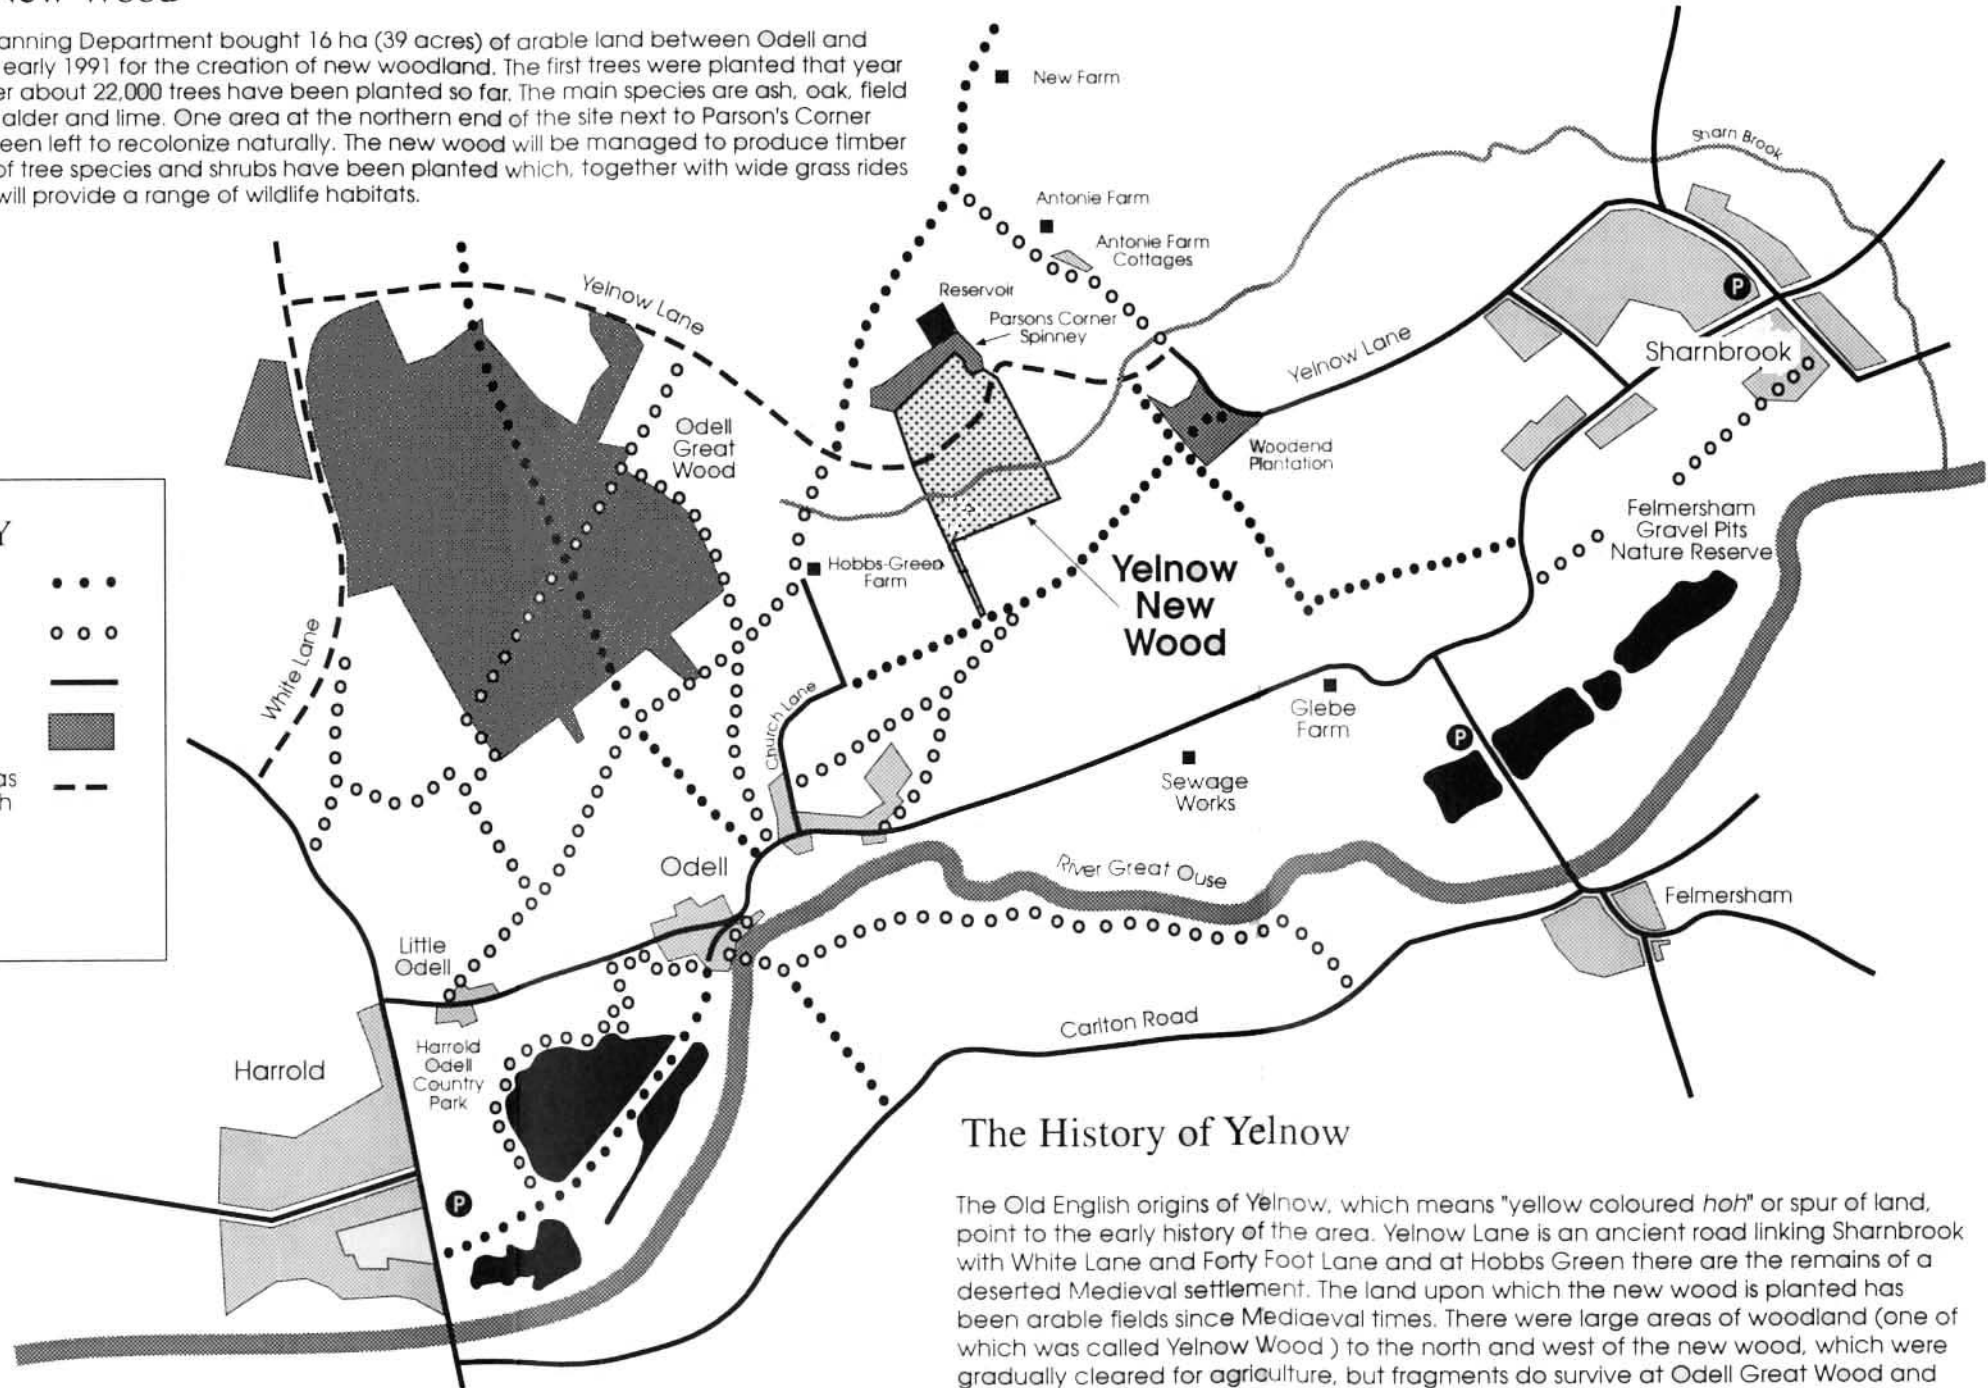 New Wood
anning Department bought 16 ha (39 acres) of arable land between Odell and
early 1991 for the creation of new woodland. The first trees were planted that year
er about 22,000 trees have been planted so far. The main species are ash, oak, field
alder and lime. One area at the northern end of the site next to Parson's Corner
een left to recolonize naturally. The new wood will be managed to produce timber
of tree species and shrubs have been planted which, together with wide grass rides
will provide a range of wildlife habitats.
New Farm
Sharn Brook
Antonie Farm
Antonie Farm
Cottages
Yelnow Lane
Reservoir
Parsons Corner
Spinney
P
Yelnow Lane
Sharnbrook
Odell
Great
Wood
Woodend
Plantation
Y
Felmersham
Gravel Pits
Nature Reserve
Hobbs-Green
Farm
Yelnow
New
Wood
White Lane
Church Lane
Glebe
Farm
P
Sewage
Works
as
h
Odell
River Great Ouse
Felmersham
Little
Odell
Carlton Road
Harrold
Harrold
Odell
Country
Park
P
The History of Yelnow
The Old English origins of Yelnow, which means "yellow coloured hoh" or spur of land,
point to the early history of the area. Yelnow Lane is an ancient road linking Sharnbrook
with White Lane and Forty Foot Lane and at Hobbs Green there are the remains of a
deserted Medieval settlement. The land upon which the new wood is planted has
been arable fields since Mediaeval times. There were large areas of woodland (one of
which was called Yelnow Wood ) to the north and west of the new wood, which were
gradually cleared for agriculture, but fragments do survive at Odell Great Wood and